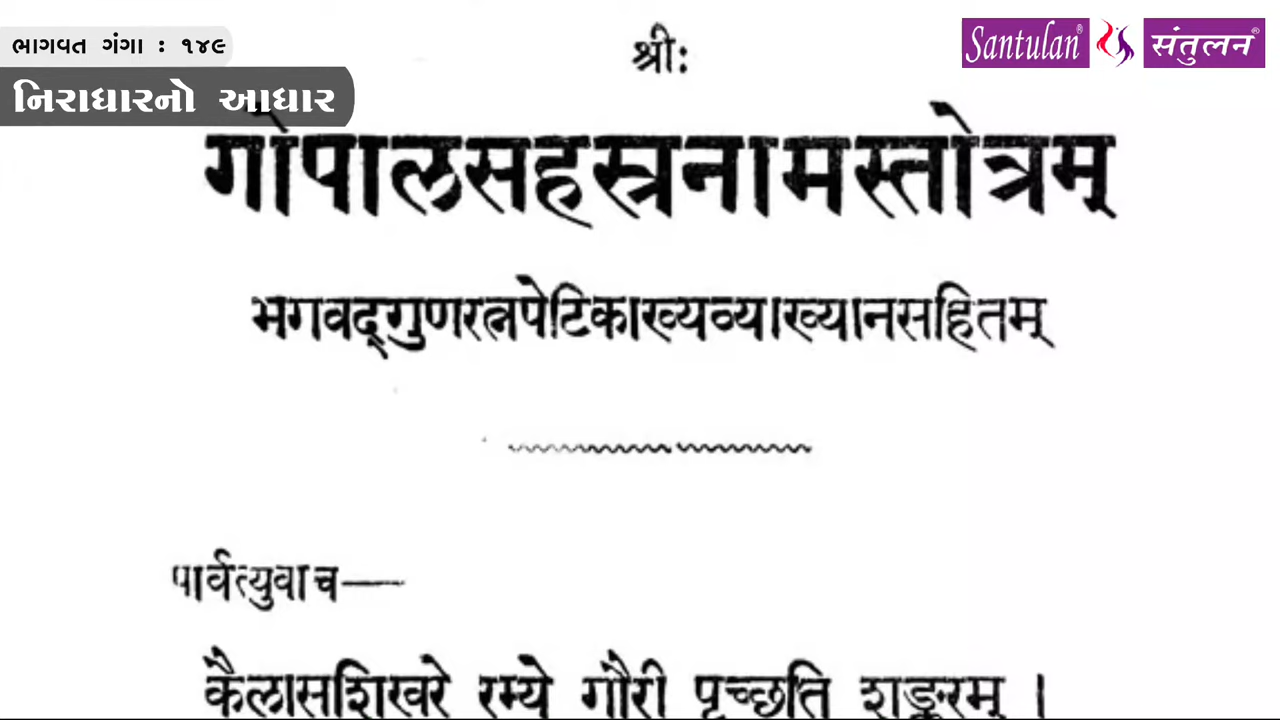 ભાગવત ગંગા : ૧૪૯
નિરાધારનો આધાર
Santulan® સંતુલન®
श्रीः
गोपालसहस्रनामस्तोत्रम्
भगवद्गुणरत्नपेटिकाख्यव्याख्यानसहितम्
पार्वत्युवाच—
कैलासशिखरे रम्ये गौरी पृच्छति शङ्करम् ।